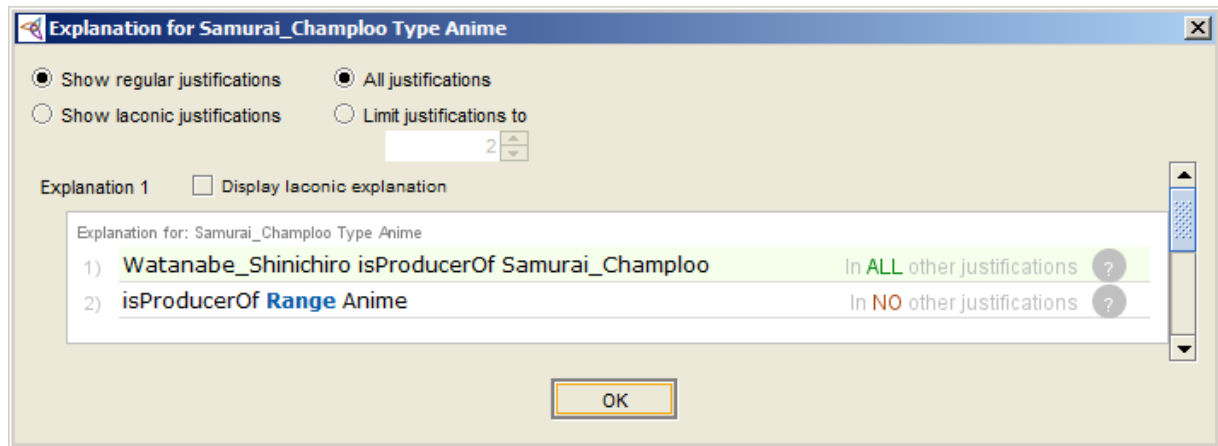 Explanation for Samurai_Champloo Type Anime
Show regular justifications All justifications
Show laconic justifications Limit justifications to
2
Explanation 1 Display laconic explanation
Explanation for: Samurai_Champloo Type Anime
1) Watanabe_Shinichiro isProducerOf Samurai_Champloo In ALL other justifications ?
2) isProducerOf Range Anime In NO other justifications ?
OK